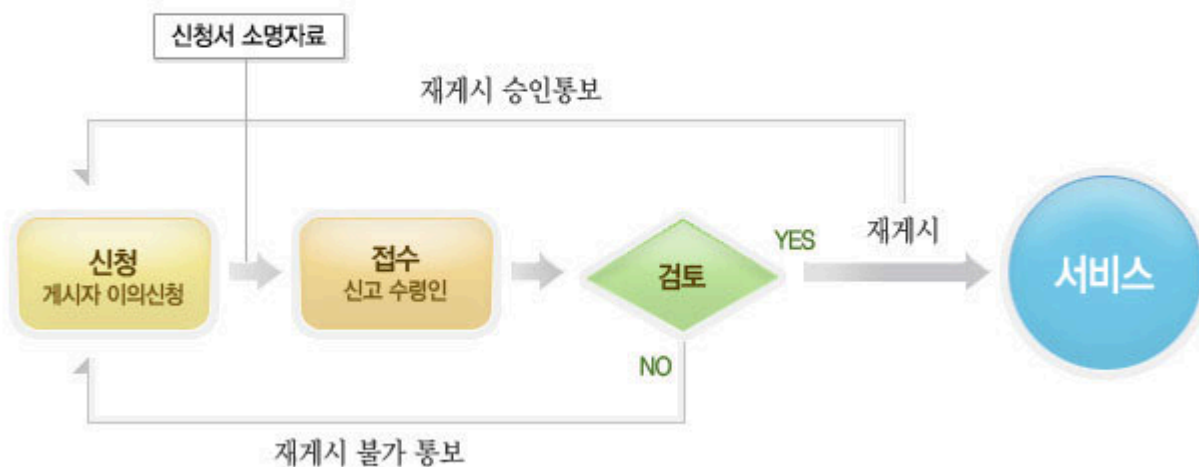 신청서 소명자료
재게시 승인통보
신청
게시자 이의신청
접수
신고 수령인
검토
YES
재게시
서비스
NO
재게시 불가 통보